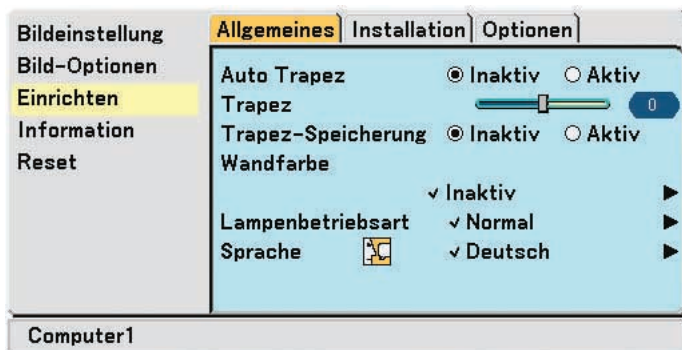 Bildeinstellung
Bild-Optionen
Einrichten
Information
Reset
Allgemeines Installation Optionen
Auto Trapez Inaktiv Aktiv
Trapez 0
Trapez-Speicherung Inaktiv Aktiv
Wandfarbe
Inaktiv
Lampenbetriebsart Normal
Sprache Deutsch
Computer1